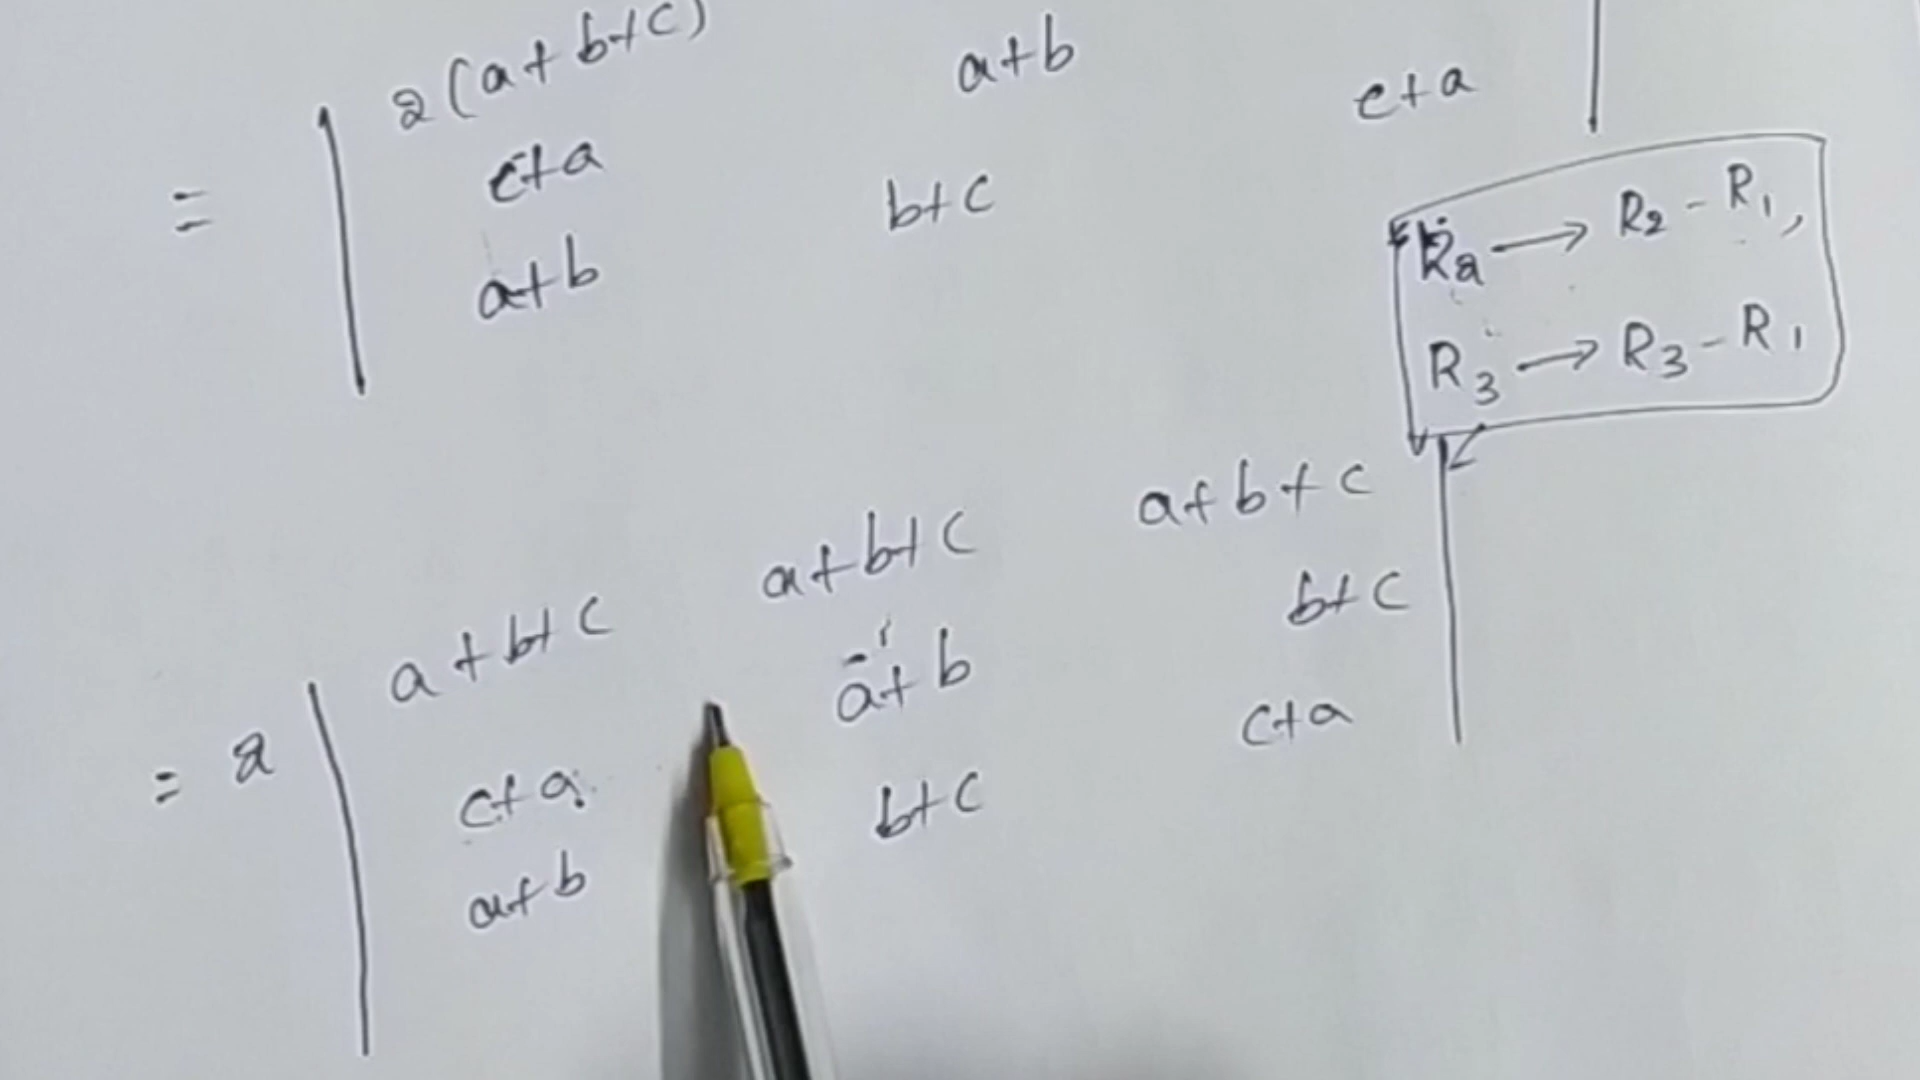 2(a+b+c) a+b c+a
= c+a b+c
a+b
R2 → R2 - R1,
R3 → R3 - R1
a+b+c a+b+c a+b+c
= 2 c+a a+b b+c
a+b b+c c+a